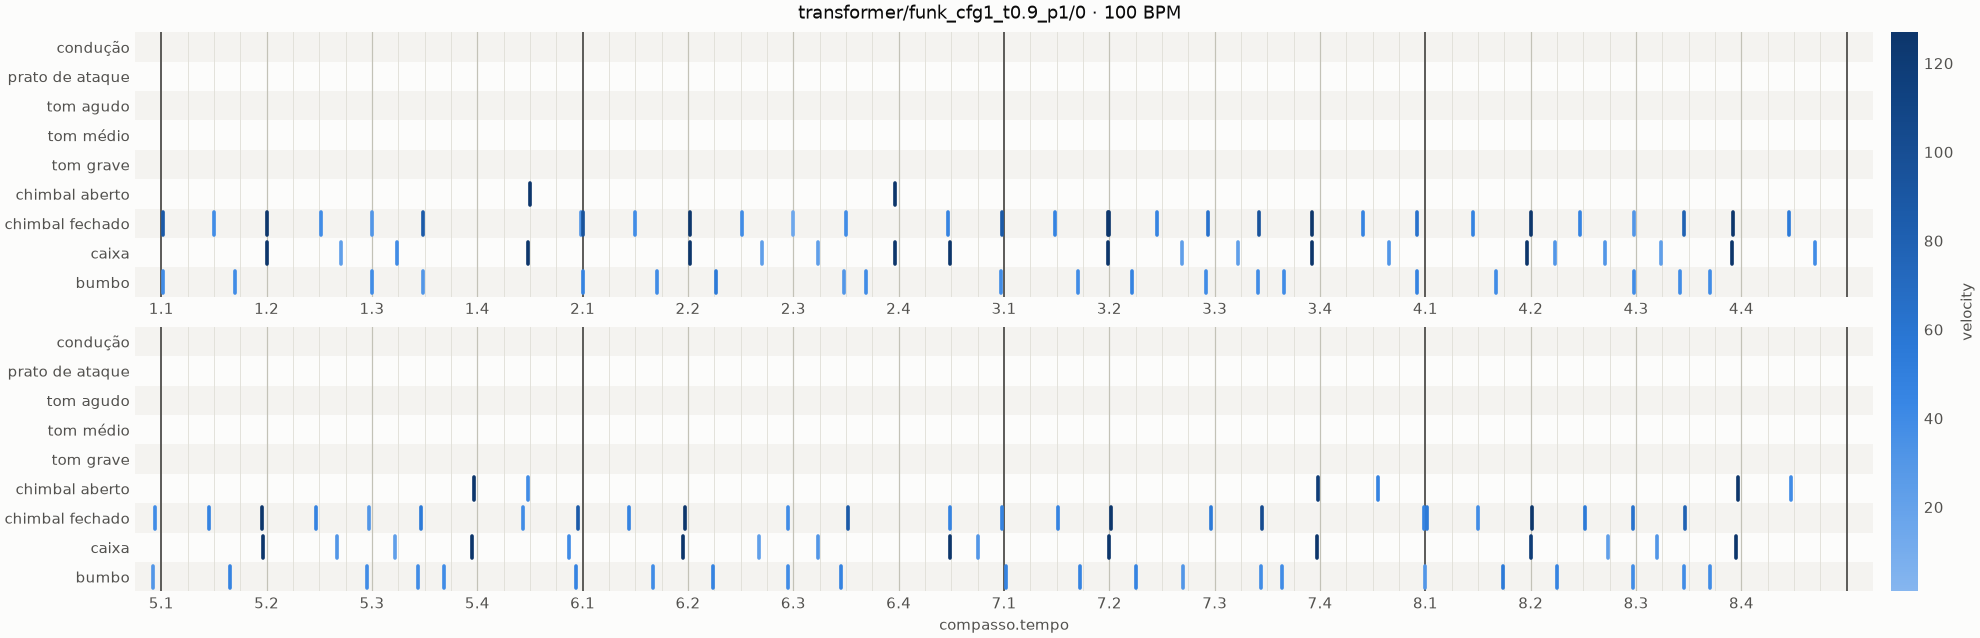 transformer/funk_cfg1_t0.9_p1/0 · 100 BPM
condução
prato de ataque
tom agudo
tom médio
tom grave
chimbal aberto
chimbal fechado
caixa
bumbo
1.1 1.2 1.3 1.4 2.1 2.2 2.3 2.4 3.1 3.2 3.3 3.4 4.1 4.2 4.3 4.4
condução
prato de ataque
tom agudo
tom médio
tom grave
chimbal aberto
chimbal fechado
caixa
bumbo
5.1 5.2 5.3 5.4 6.1 6.2 6.3 6.4 7.1 7.2 7.3 7.4 8.1 8.2 8.3 8.4
compasso.tempo
120
100
80
60
40
20
velocity